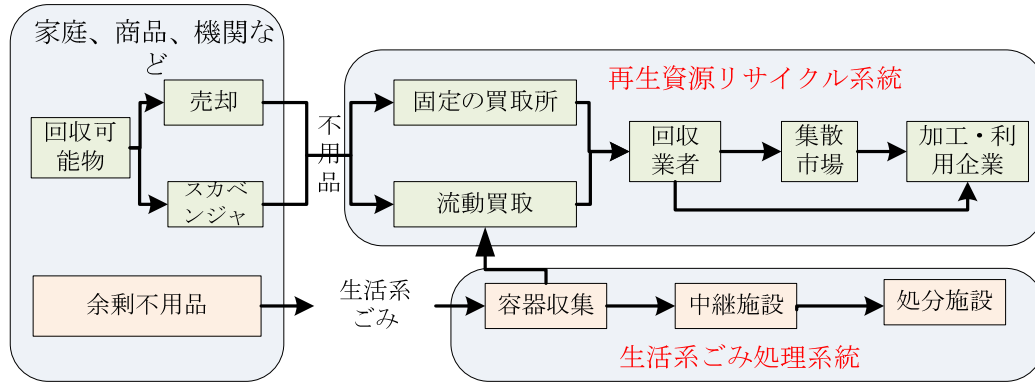 家庭、商品、機関な
ど
再生資源リサイクル系統
回収可
能物
売却
スカベ
ンジャ
不
用
品
固定の買取所
流動買取
回収
業者
集散
市場
加工・利
用企業
余剰不用品
生活系
ごみ
容器収集
中継施設
処分施設
生活系ごみ処理系統